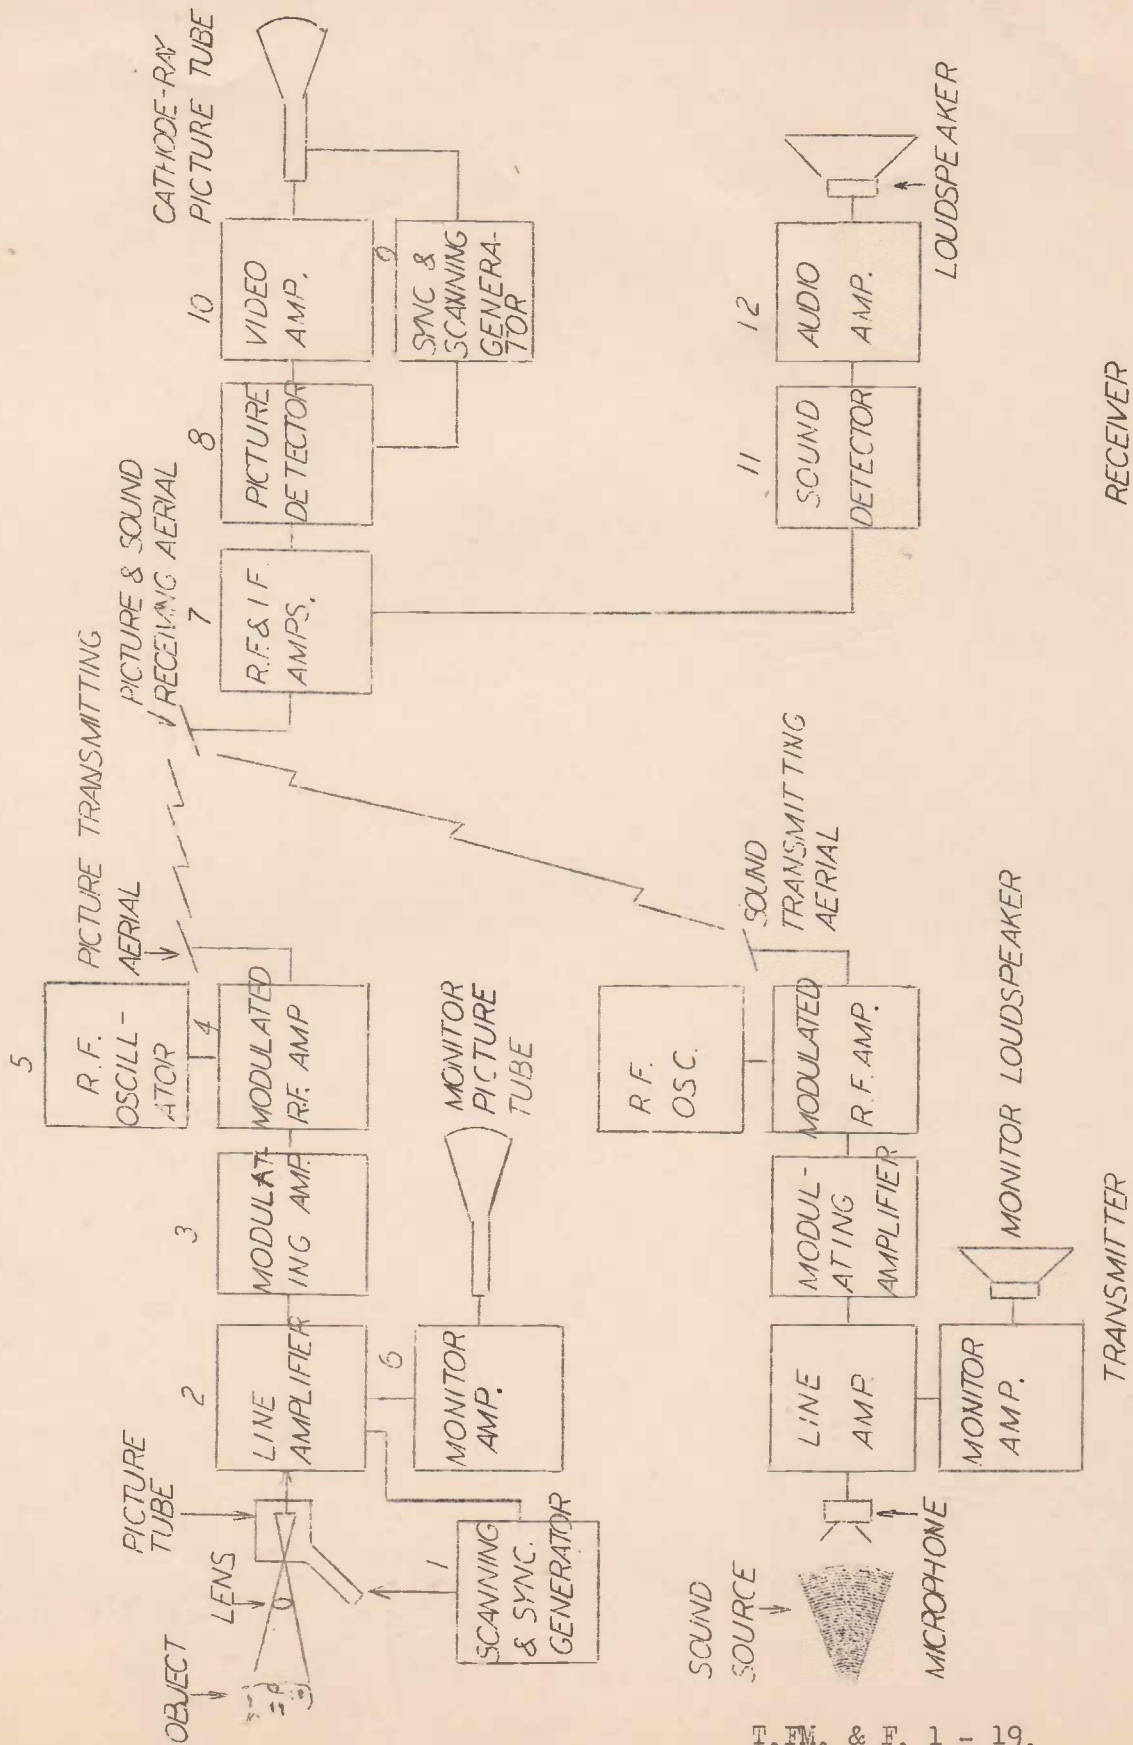 OBJECT
LENS
PICTURE
TUBE
1
SCANNING
& SYNC.
GENERATOR
2
LINE
AMPLIFIER
6
MONITOR
AMP.
MONITOR
PICTURE
TUBE
3
MODULAT-
ING AMP.
4
MODULATED
R.F. AMP
5
R.F.
OSCILL-
ATOR
PICTURE TRANSMITTING
AERIAL
PICTURE & SOUND
RECEIVING AERIAL
7
R.F. & I F.
AMPS.
8
PICTURE
DETECTOR
9
SYNC &
SCANNING
GENERA-
TOR
10
VIDEO
AMP.
CATHODE-RAY
PICTURE TUBE
SOUND
SOURCE
MICROPHONE
LINE
AMP.
MONITOR
AMP.
MONITOR LOUDSPEAKER
MODUL-
ATING
AMPLIFIER
MODULATED
R.F. AMP.
R.F.
OSC.
SOUND
TRANSMITTING
AERIAL
11
SOUND
DETECTOR
12
AUDIO
AMP.
LOUDSPEAKER
TRANSMITTER
RECEIVER
T.FM. & F. 1 - 19.